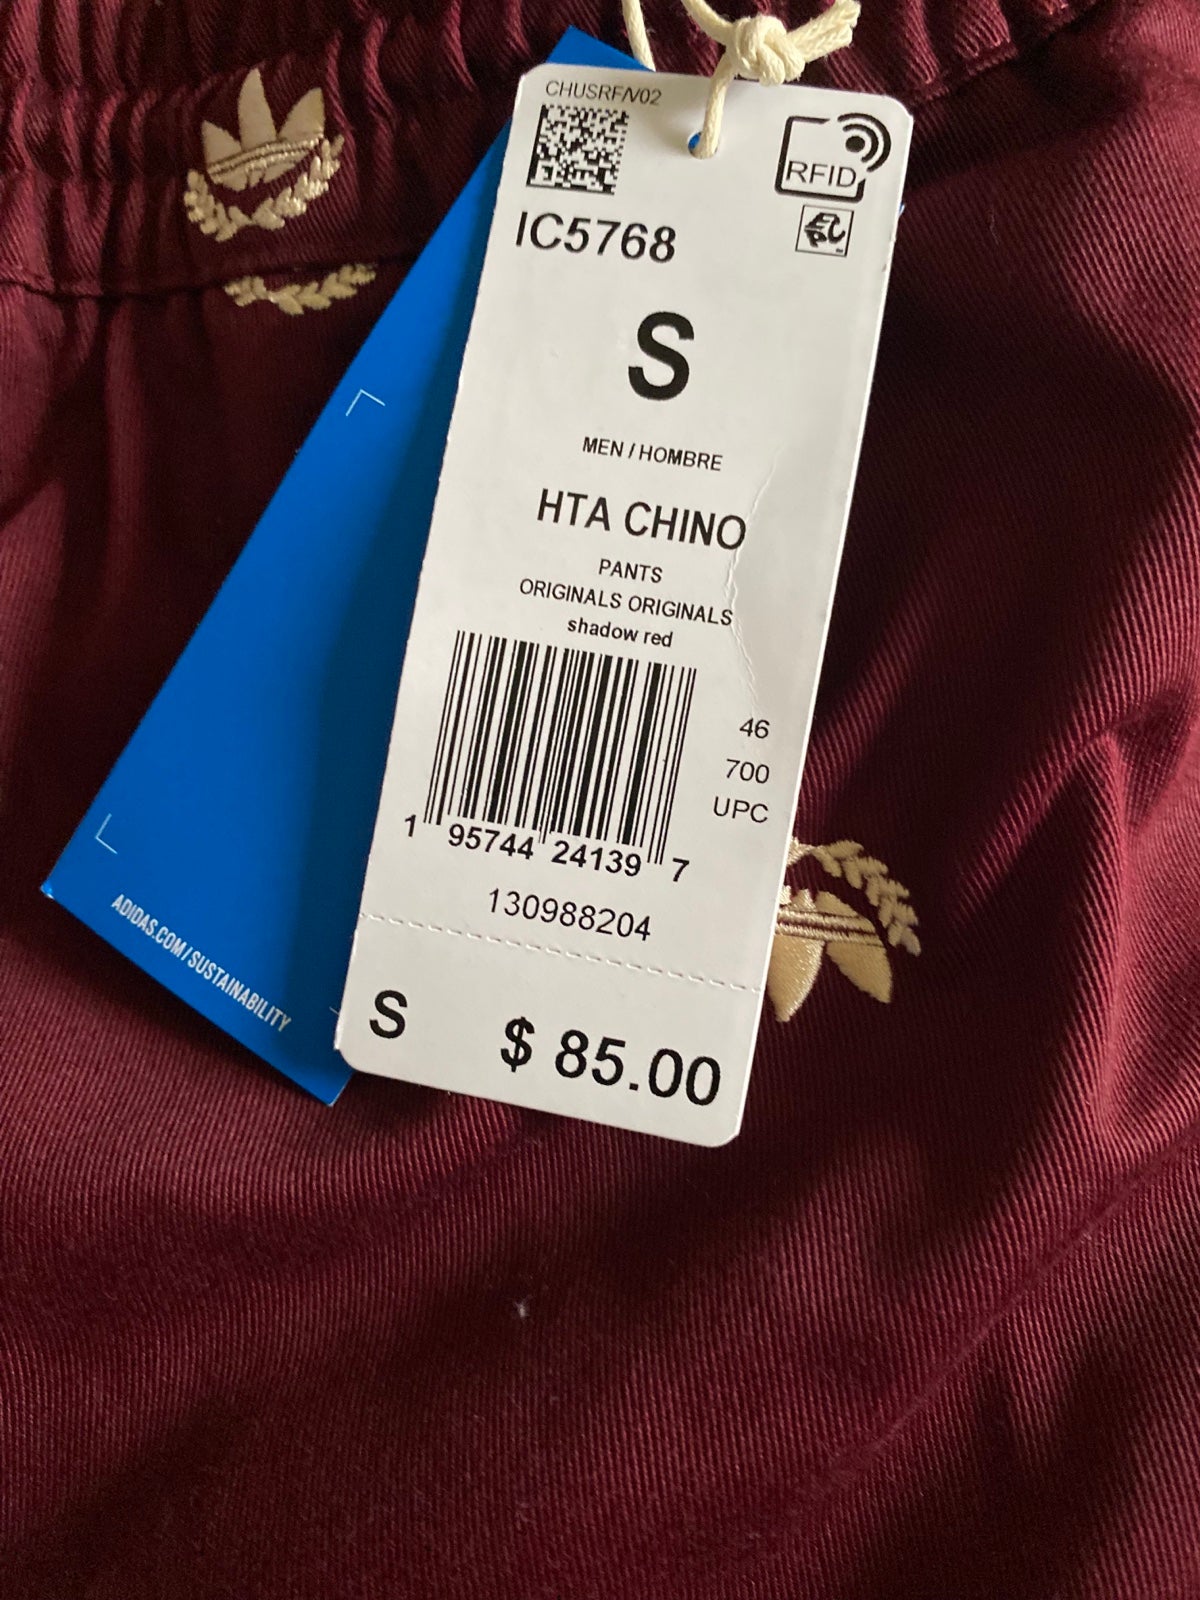 CHUSRF/V02
RFID
IC5768
S
MEN / HOMBRE
HTA CHINO
PANTS
ORIGINALS ORIGINALS
shadow red
46
700
UPC
1 95744 24139 7
130988204
S $ 85.00
ADIDAS.COM/SUSTAINABILITY